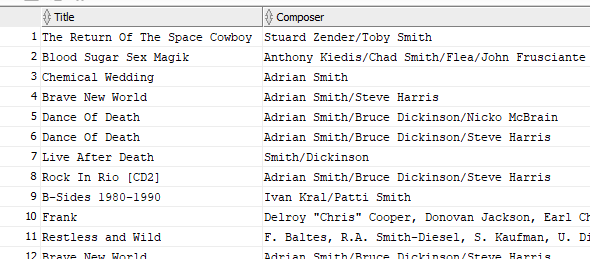 Title Composer
1 The Return Of The Space Cowboy Stuard Zender/Toby Smith
2 Blood Sugar Sex Magik Anthony Kiedis/Chad Smith/Flea/John Frusciante
3 Chemical Wedding Adrian Smith
4 Brave New World Adrian Smith/Steve Harris
5 Dance Of Death Adrian Smith/Bruce Dickinson/Nicko McBrain
6 Dance Of Death Adrian Smith/Bruce Dickinson/Steve Harris
7 Live After Death Smith/Dickinson
8 Rock In Rio [CD2] Adrian Smith/Bruce Dickinson/Steve Harris
9 B-Sides 1980-1990 Ivan Kral/Patti Smith
10 Frank Delroy "Chris" Cooper, Donovan Jackson, Earl Ch
11 Restless and Wild F. Baltes, R.A. Smith-Diesel, S. Kaufman, U. Di
12 Brave New World Adrian Smith/Bruce Dickinson/Steve Harris